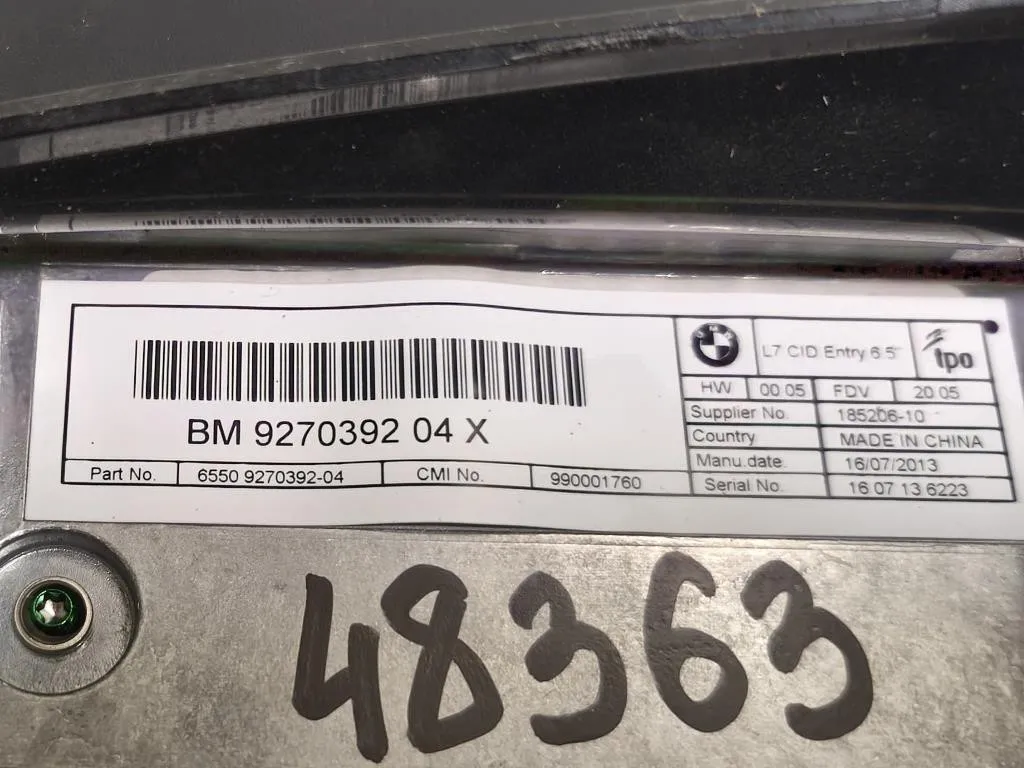 BM 9270392 04 X
Part No. 6550 9270392-04 CMI No. 990001760
BMW
L7 CID Entry 6.5"
tpo
HW 00 05 FDV 20 05
Supplier No. 185206-10
Country MADE IN CHINA
Manu.date. 16/07/2013
Serial No. 16 07 13 6223
48363